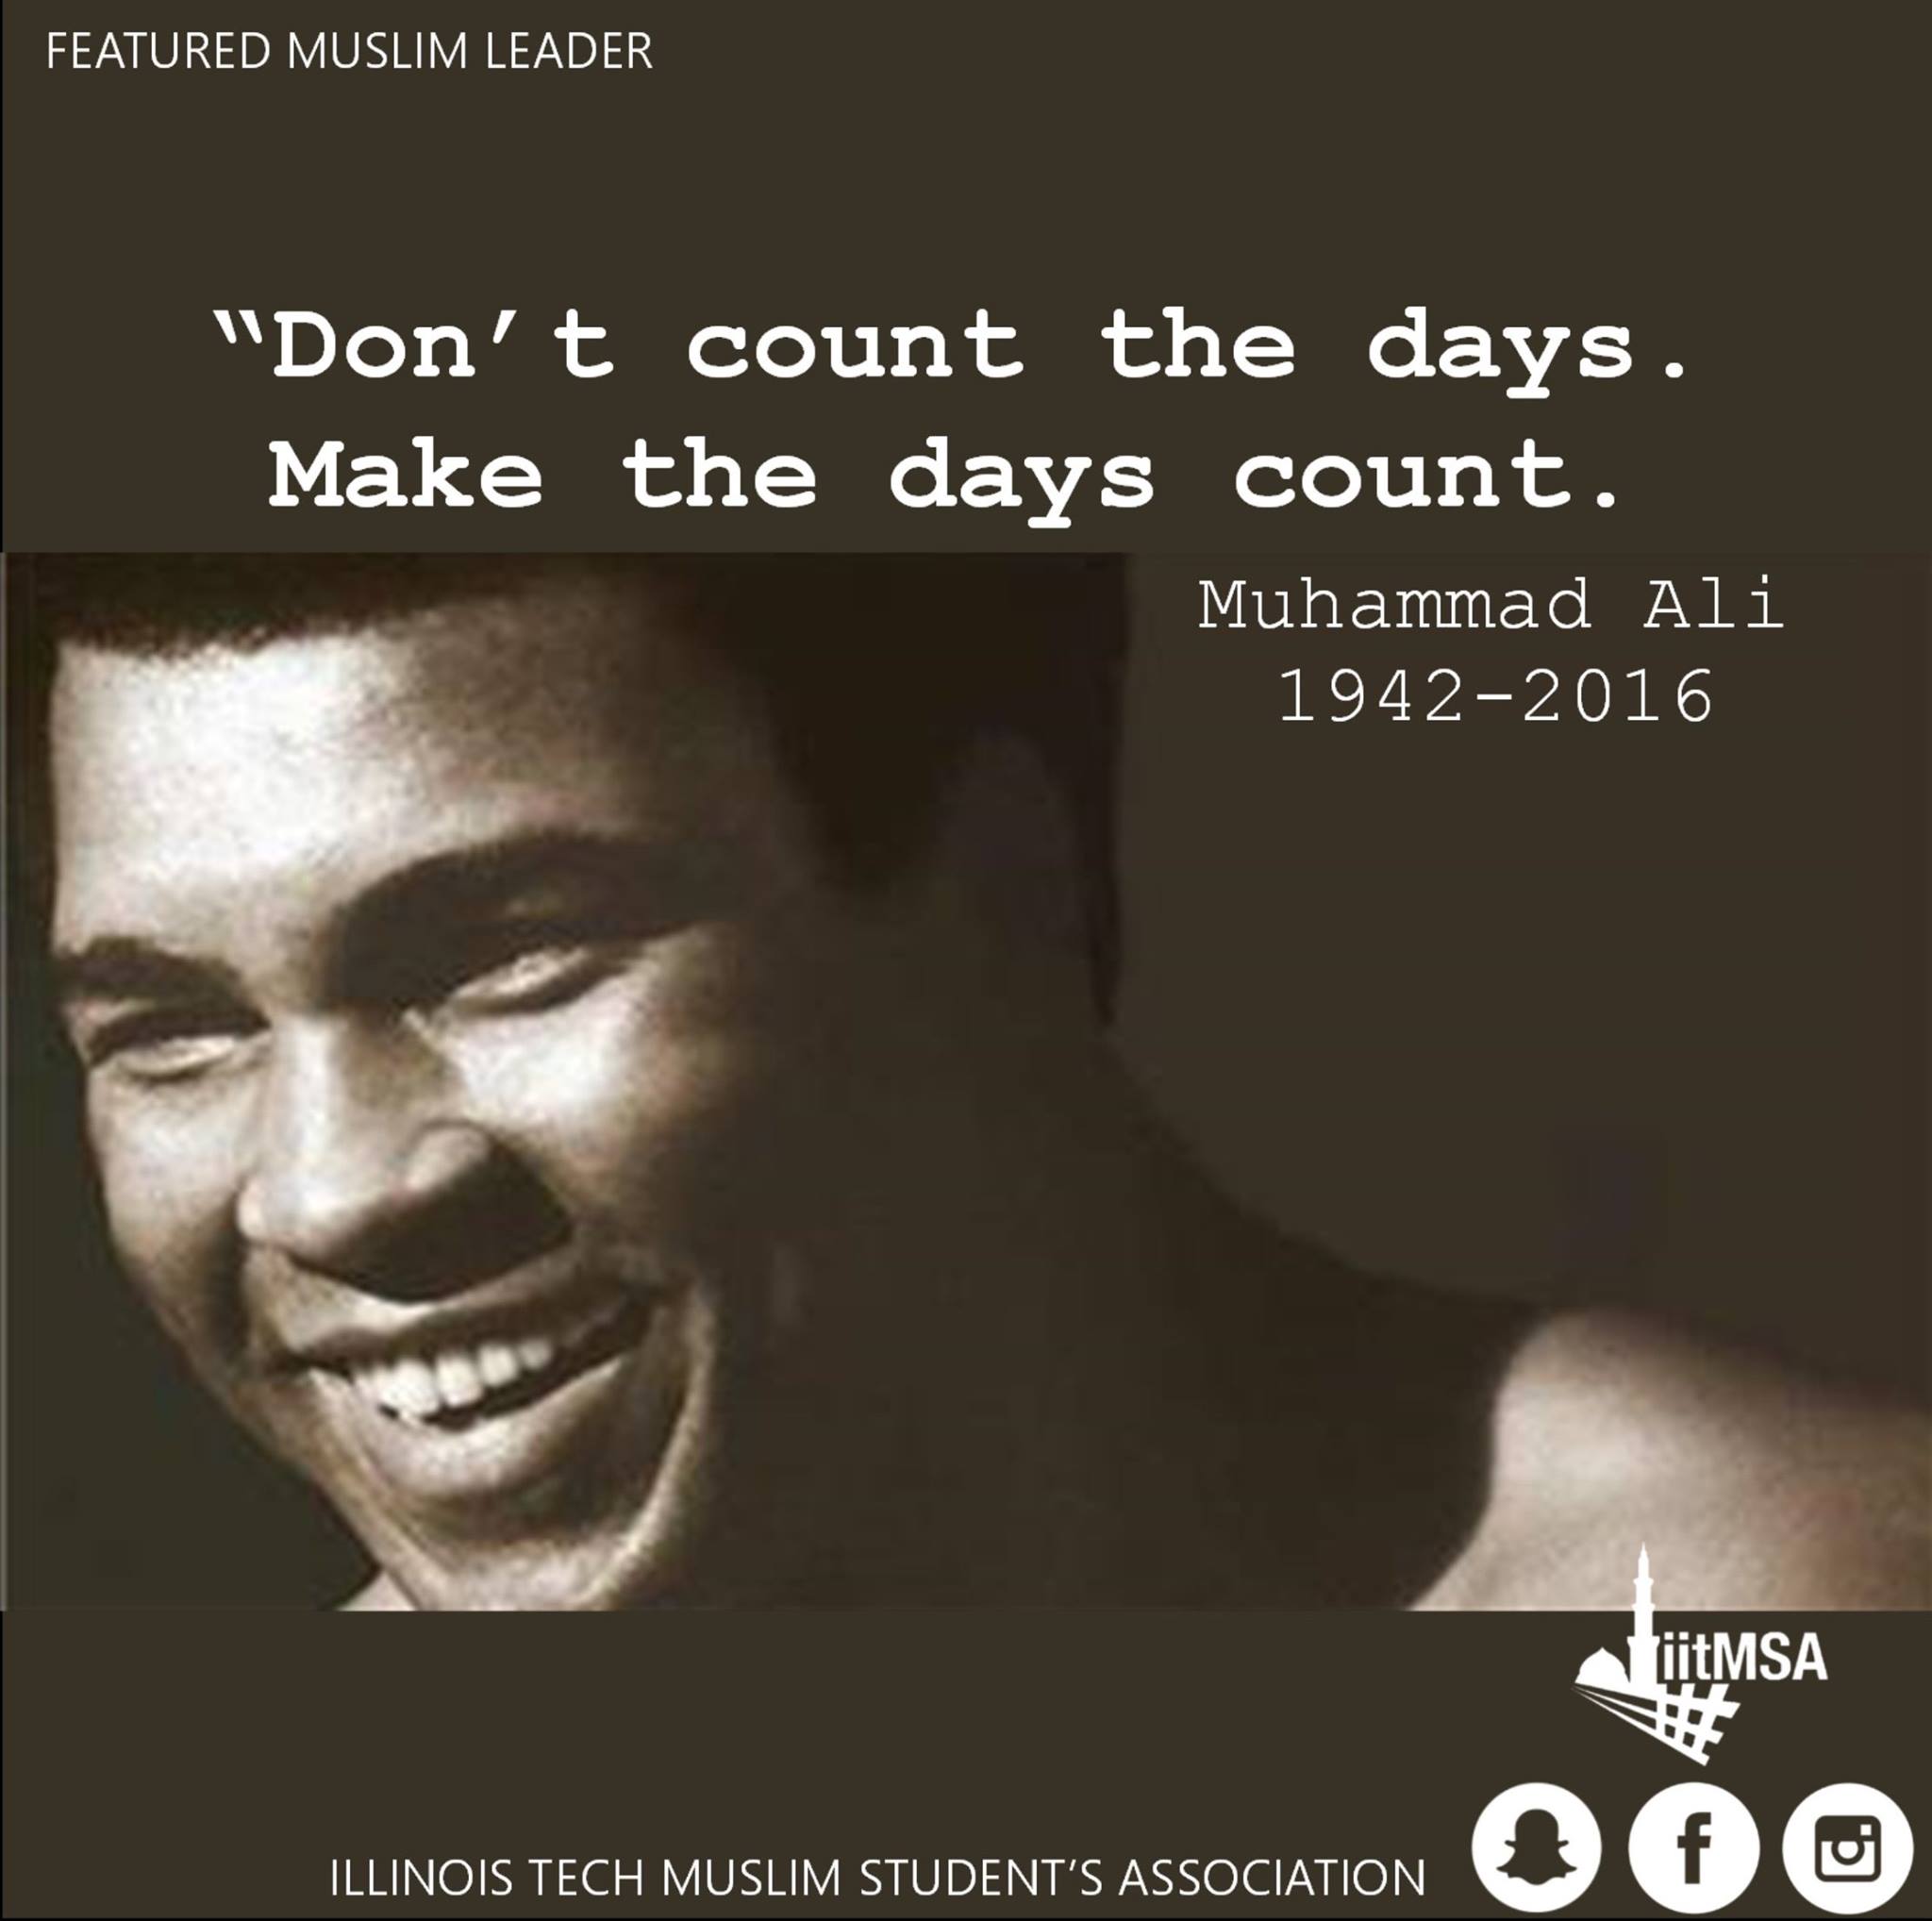 FEATURED MUSLIM LEADER
“Don’t count the days.
Make the days count.
Muhammad Ali
1942-2016
iitMSA
ILLINOIS TECH MUSLIM STUDENT’S ASSOCIATION